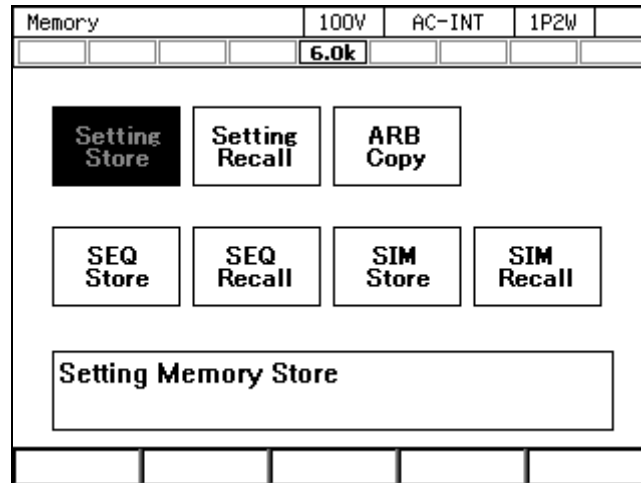 Memory 100V AC-INT 1P2W
6.0k
Setting Store
Setting Recall
ARB Copy
SEQ Store
SEQ Recall
SIM Store
SIM Recall
Setting Memory Store